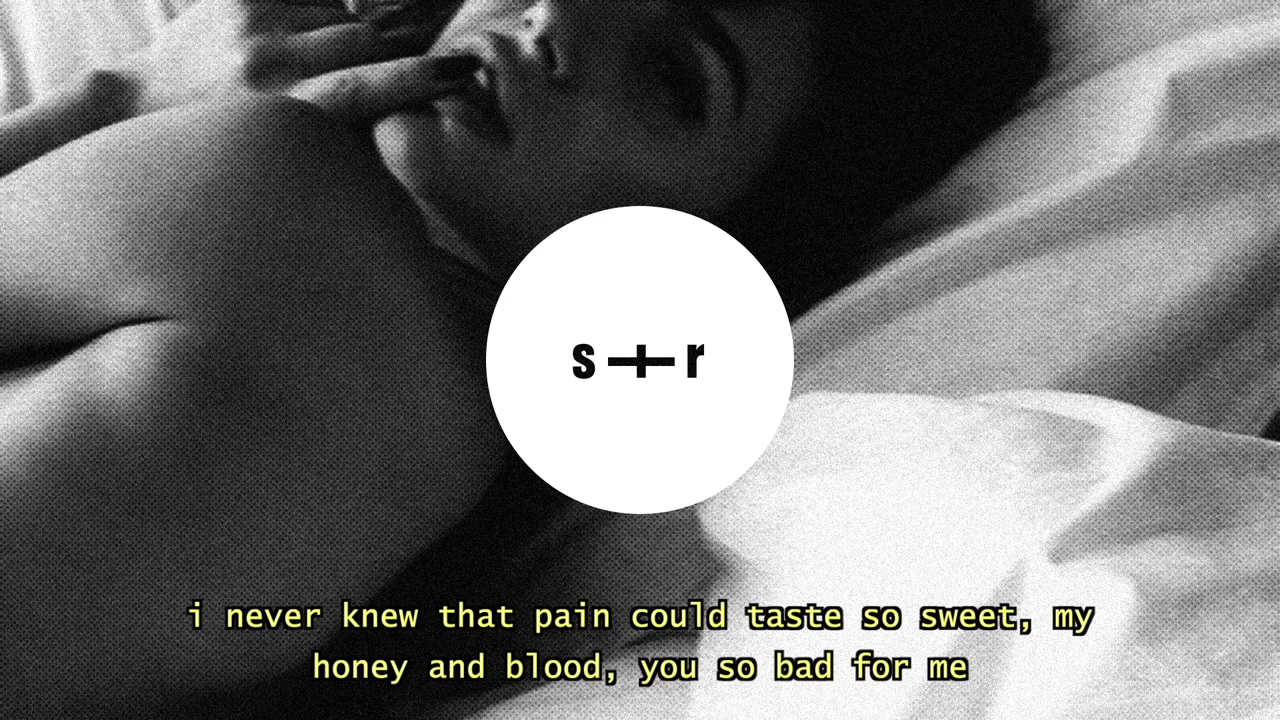 s+r
i never knew that pain could taste so sweet, my
honey and blood, you so bad for me